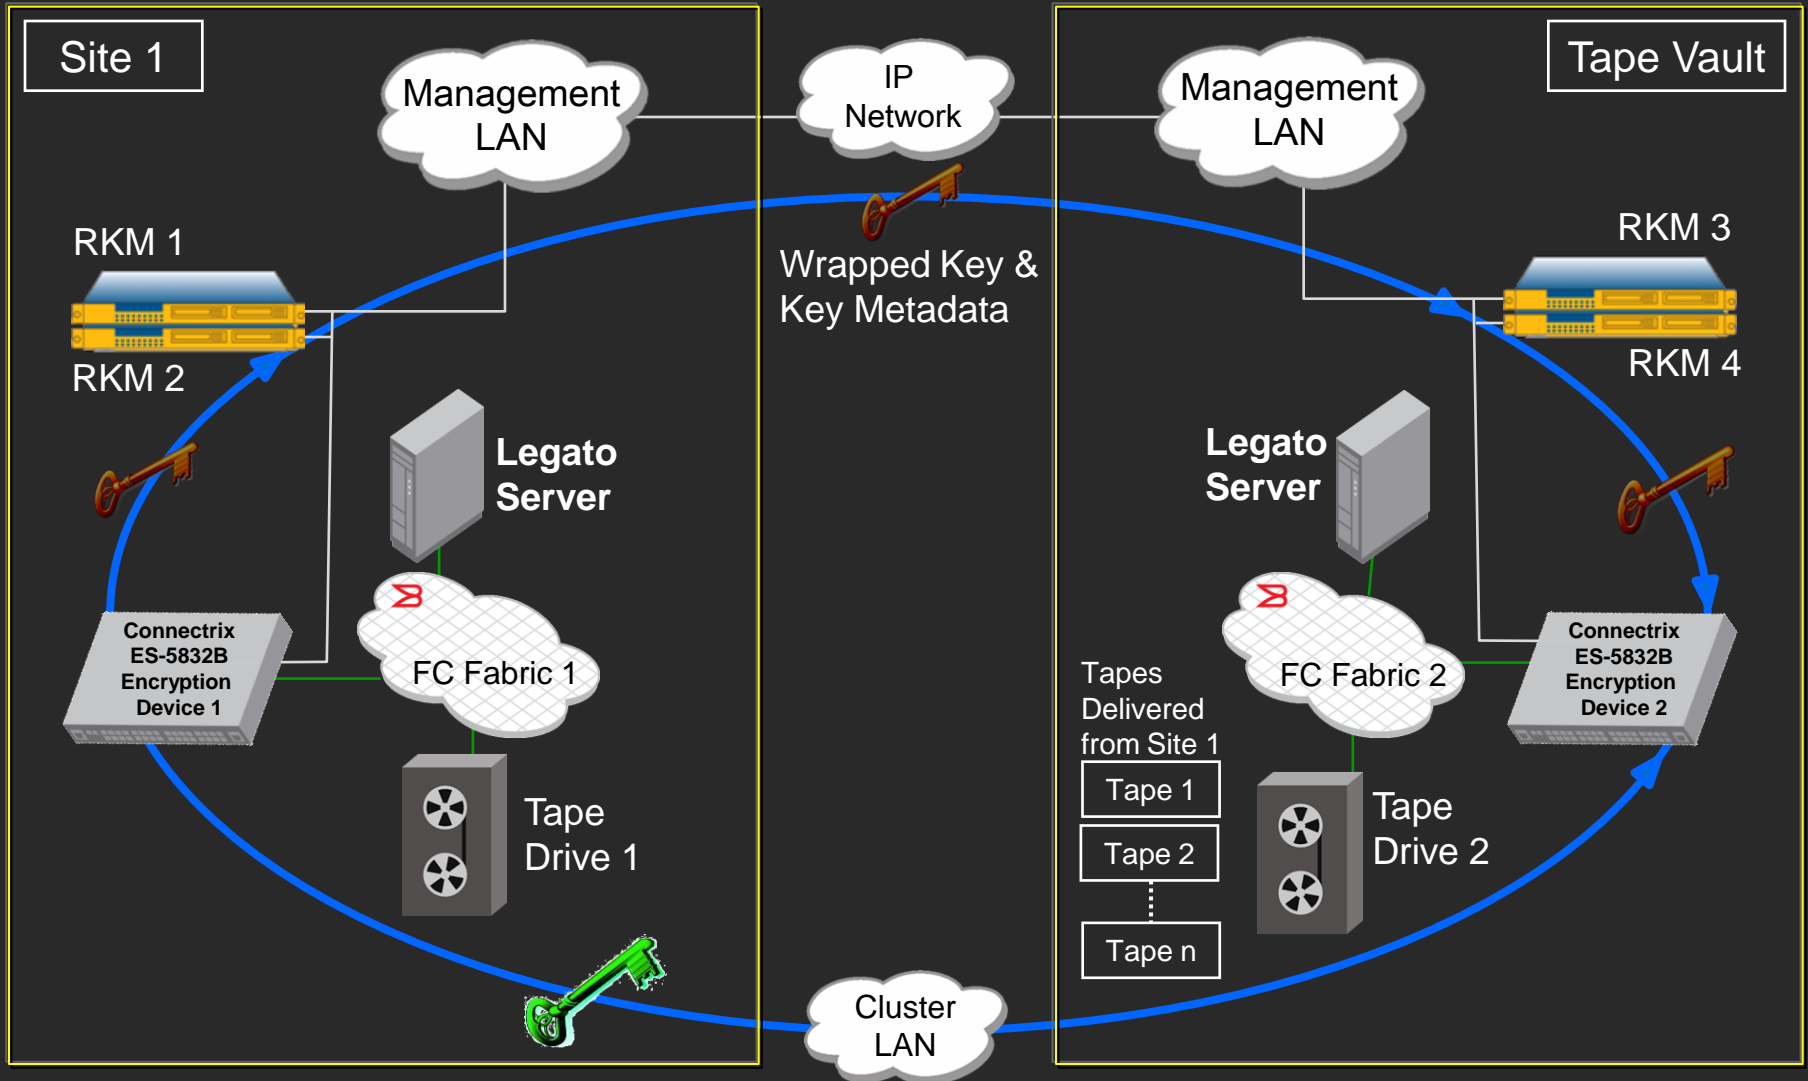 Site 1
Management
LAN
IP
Network
Management
LAN
Tape Vault
RKM 1
RKM 2
Wrapped Key &
Key Metadata
RKM 3
RKM 4
Legato
Server
Legato
Server
Connectrix
ES-5832B
Encryption
Device 1
FC Fabric 1
Tape
Drive 1
FC Fabric 2
Connectrix
ES-5832B
Encryption
Device 2
Tapes
Delivered
from Site 1
Tape 1
Tape 2
Tape n
Tape
Drive 2
Cluster
LAN